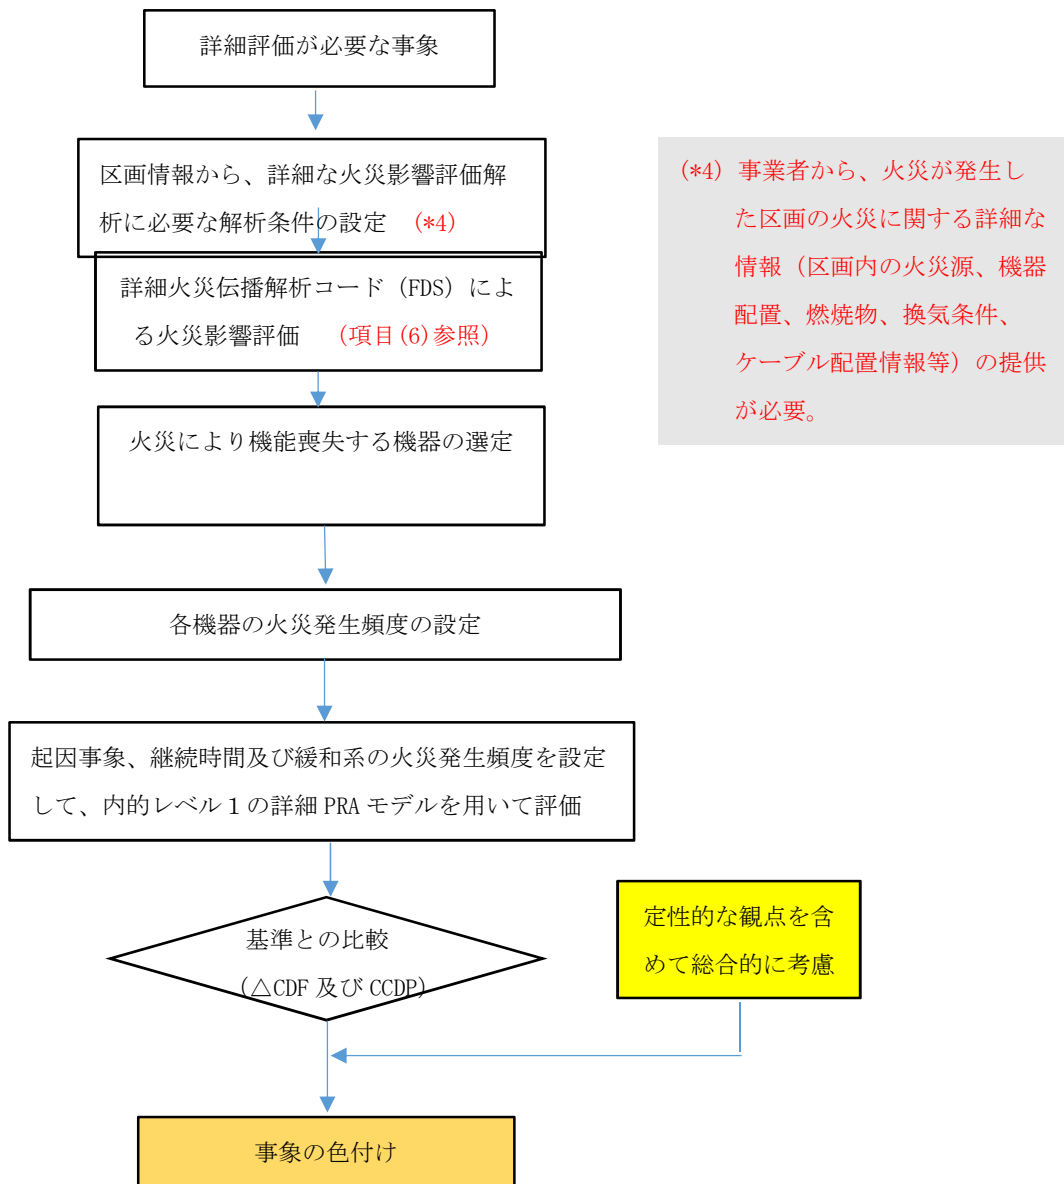 詳細評価が必要な事象
区画情報から、詳細な火災影響評価解
析に必要な解析条件の設定 (*4)
詳細火災伝播解析コード（FDS）によ
る火災影響評価 (項目(6)参照)
火災により機能喪失する機器の選定
各機器の火災発生頻度の設定
起因事象、継続時間及び緩和系の火災発生頻度を設定
して、内的レベル１の詳細 PRA モデルを用いて評価
基準との比較
(△CDF 及び CCDP)
定性的な観点を含
めて総合的に考慮
事象の色付け
(*4) 事業者から、火災が発生し
た区画の火災に関する詳細な
情報（区画内の火災源、機器
配置、燃焼物、換気条件、
ケーブル配置情報等）の提供
が必要。